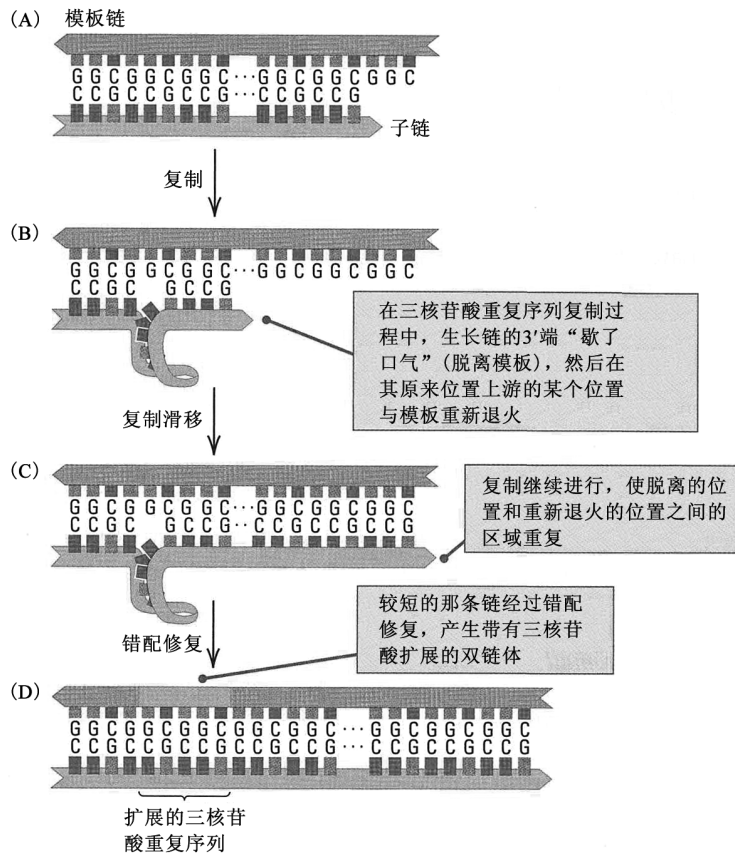 (A) 模板链
G G C G G C G G C ··· G G C G G C G G C
C C G C C G C C G ··· C C G C C G
子链
复制
(B)
G G C G G C G G C ··· G G C G G C G G C
C C G C G C C G
在三核苷酸重复序列复制过
程中，生长链的3′端“歇了
口气”(脱离模板)，然后在
其原来位置上游的某个位置
与模板重新退火
复制滑移
(C)
G G C G G C G G C ··· G G C G G C G G C
C C G C G C C G ··· C C G C C G C C G
复制继续进行，使脱离的位
置和重新退火的位置之间的
区域重复
错配修复
较短的那条链经过错配
修复，产生带有三核苷
酸扩展的双链体
(D)
G G C G G C G G C G G C G G C ··· G G C G G C G G C
C C G C C G C C G C C G C C G ··· C C G C C G C C G
扩展的三核苷
酸重复序列